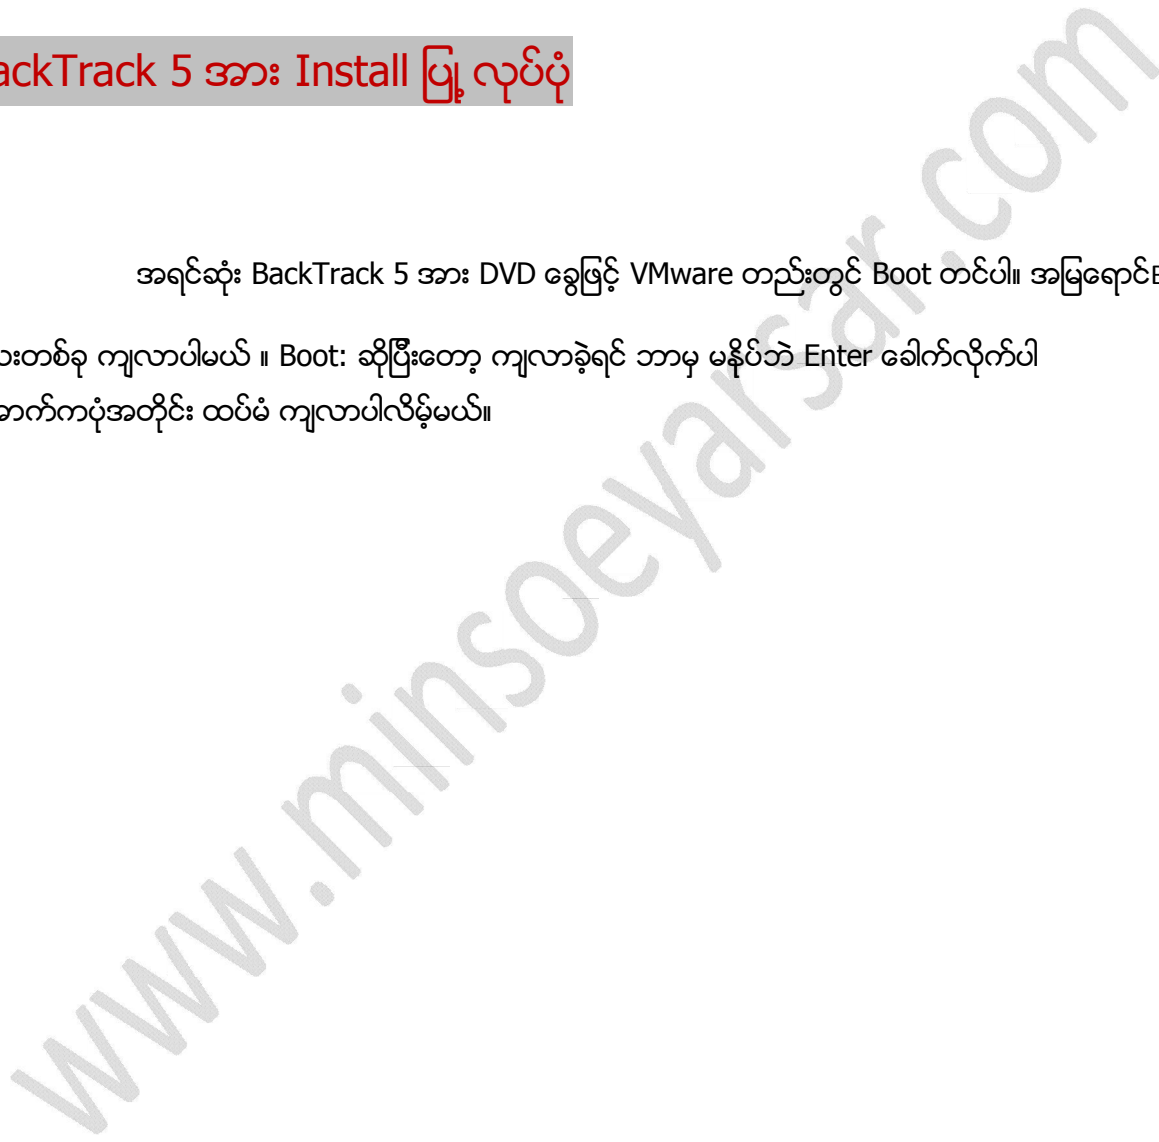 ackTrack 5 အား Install ပြု့ လုပ်ပုံ
အရင်ဆုံး BackTrack 5 အား DVD ခွေဖြင့် VMware တည်းတွင် Boot တင်ပါ။ အမြရောင်
းတစ်ခု ကျလာပါမယ် ။ Boot: ဆိုပြီးတော့ ကျလာခဲ့ရင် ဘာမှ မနှိပ်ဘဲ Enter ခေါက်လိုက်ပါ
အာက်ကပုံအတိုင်း ထပ်မံ ကျလာပါလိမ့်မယ်။
www.minsoeyarsar.com